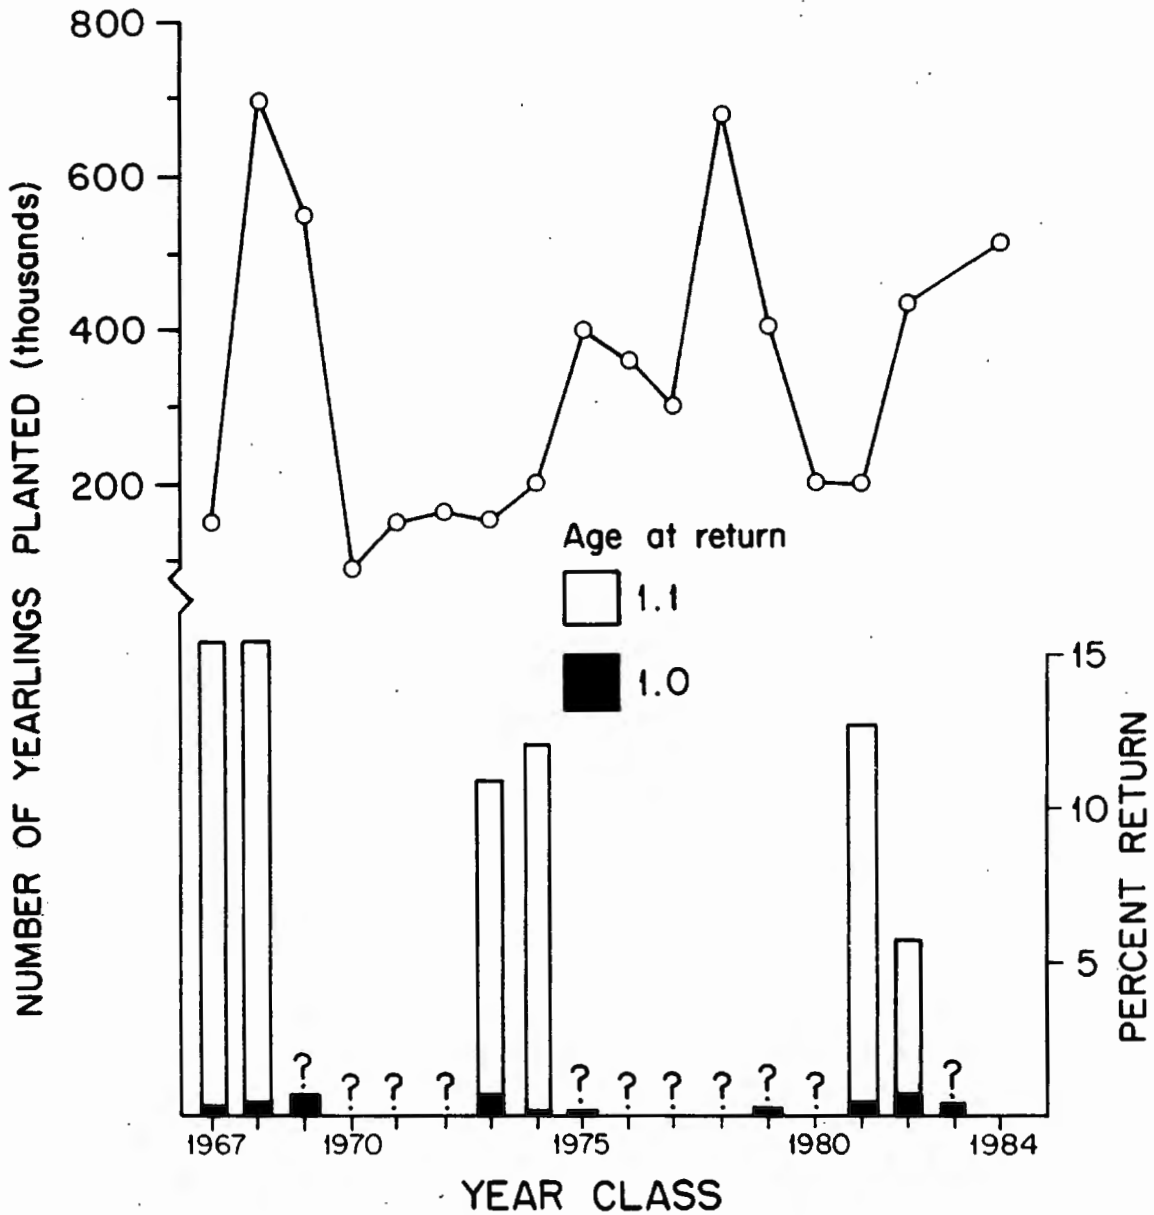 800
600
400
200
NUMBER OF YEARLINGS PLANTED (thousands)
Age at return
1.1
1.0
15
10
5
PERCENT RETURN
? ? ? ? ? ? ? ? ? ? ?
1967 1970 1975 1980 1984
YEAR CLASS